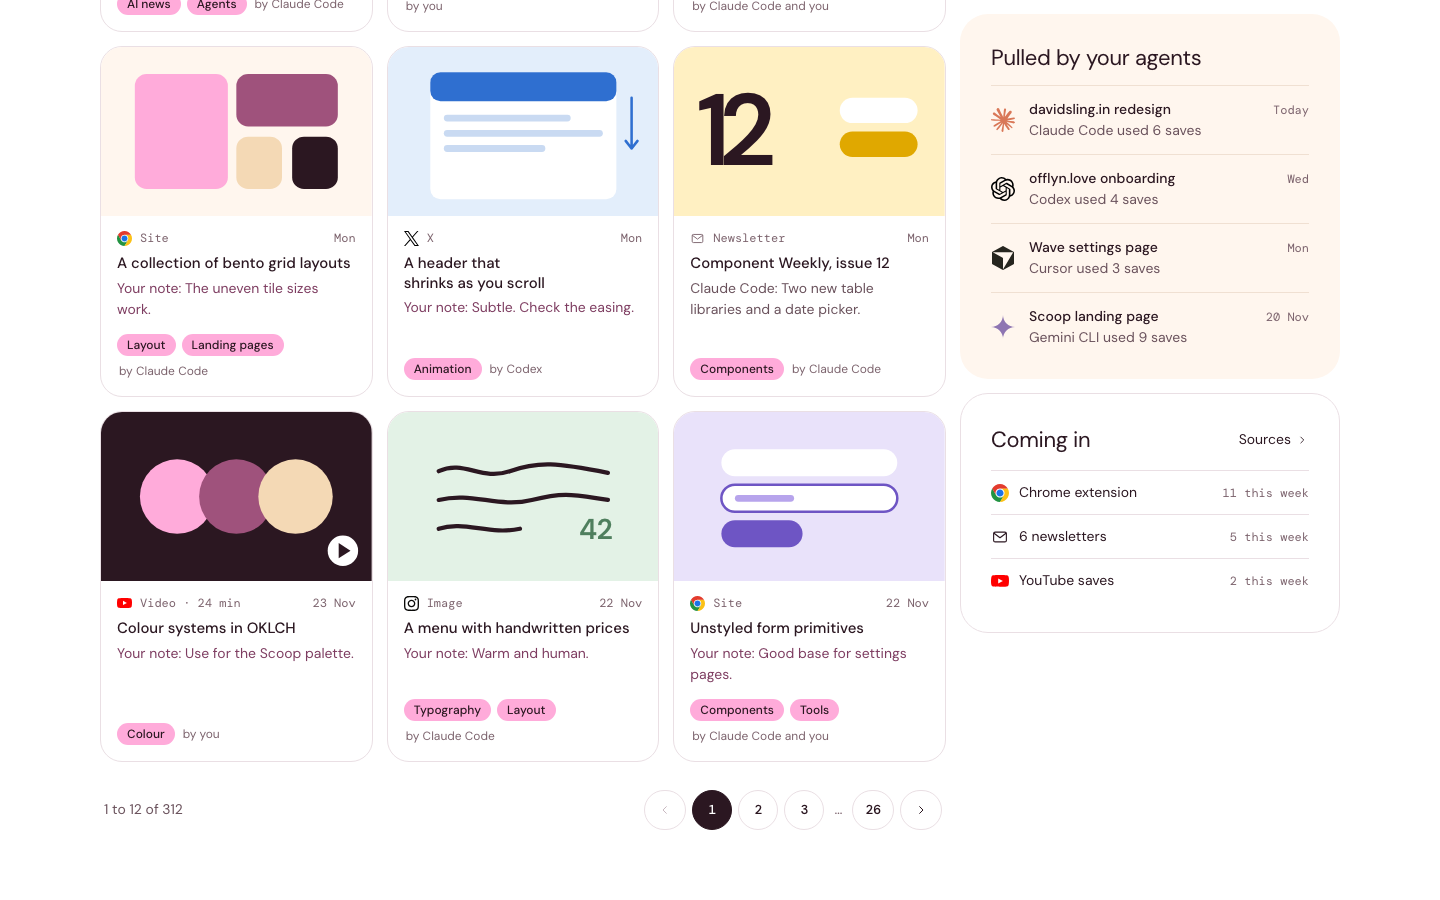 AI news Agents by Claude Code
by you
by Claude Code and you
12
Site Mon
A collection of bento grid layouts
Your note: The uneven tile sizes
work.
Layout Landing pages
by Claude Code
X Mon
A header that
shrinks as you scroll
Your note: Subtle. Check the easing.
Animation by Codex
Newsletter Mon
Component Weekly, issue 12
Claude Code: Two new table
libraries and a date picker.
Components by Claude Code
42
Video · 24 min 23 Nov
Colour systems in OKLCH
Your note: Use for the Scoop palette.
Colour by you
Image 22 Nov
A menu with handwritten prices
Your note: Warm and human.
Typography Layout
by Claude Code
Site 22 Nov
Unstyled form primitives
Your note: Good base for settings
pages.
Components Tools
by Claude Code and you
1 to 12 of 312
1 2 3 … 26
Pulled by your agents
davidsling.in redesign Today
Claude Code used 6 saves
offlyn.love onboarding Wed
Codex used 4 saves
Wave settings page Mon
Cursor used 3 saves
Scoop landing page 20 Nov
Gemini CLI used 9 saves
Coming in Sources
Chrome extension 11 this week
6 newsletters 5 this week
YouTube saves 2 this week